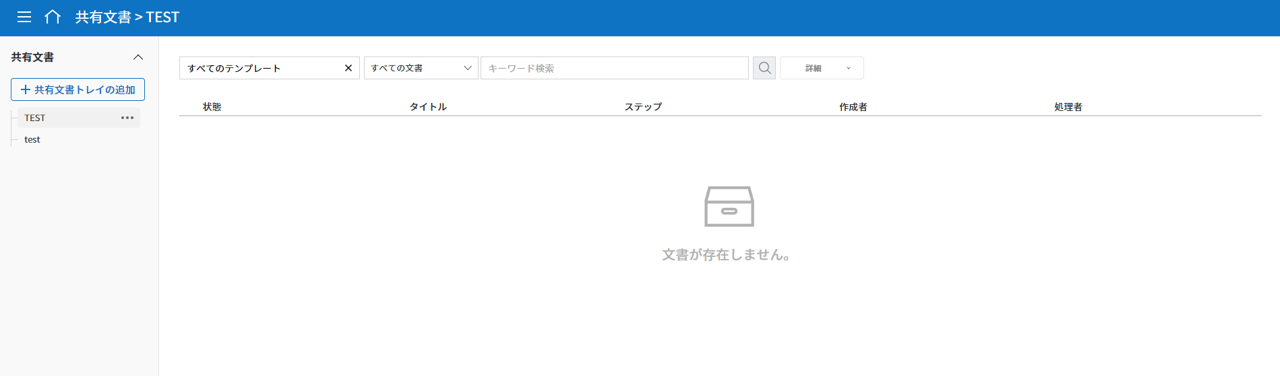 共有文書 > TEST
共有文書
共有文書トレイの追加
TEST
test
すべてのテンプレート すべての文書 キーワード検索 詳細
状態 タイトル ステップ 作成者 処理者
文書が存在しません。